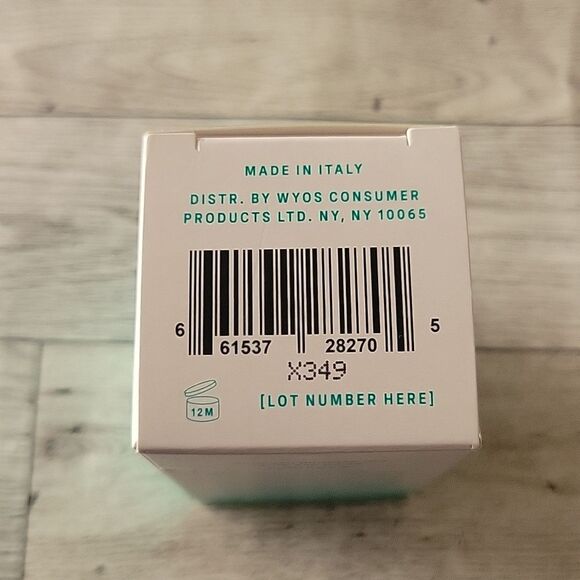 MADE IN ITALY
DISTR. BY WYOS CONSUMER
PRODUCTS LTD. NY, NY 10065
6 61537 28270 5
X349
12M
[LOT NUMBER HERE]